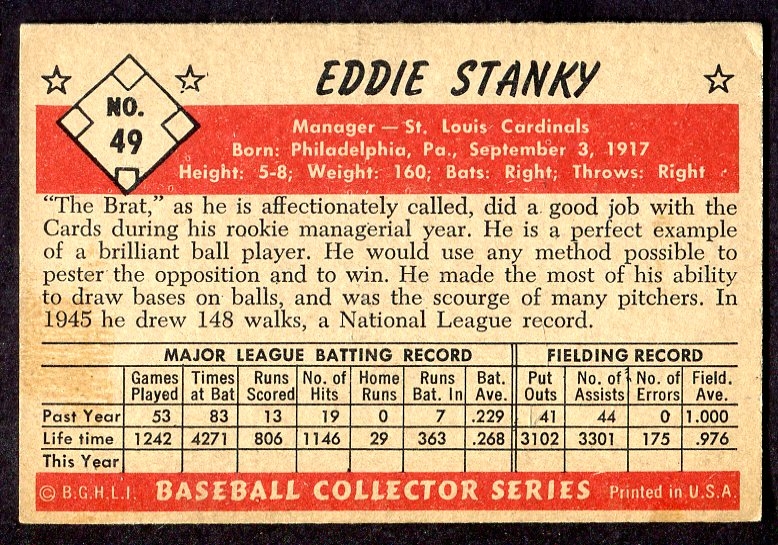 NO.
49
EDDIE STANKY
Manager — St. Louis Cardinals
Born: Philadelphia, Pa., September 3, 1917
Height: 5-8; Weight: 160; Bats: Right; Throws: Right
"The Brat," as he is affectionately called, did a good job with the
Cards during his rookie managerial year. He is a perfect example
of a brilliant ball player. He would use any method possible to
pester the opposition and to win. He made the most of his ability
to draw bases on balls, and was the scourge of many pitchers. In
1945 he drew 148 walks, a National League record.
MAJOR LEAGUE BATTING RECORD FIELDING RECORD
Games Times Runs No. of Home Runs Bat. Put No. of No. of Field.
Played at Bat Scored Hits Runs Bat. In Ave. Outs Assists Errors Ave.
Past Year 53 83 13 19 0 7 .229 41 44 0 1.000
Life time 1242 4271 806 1146 29 363 .268 3102 3301 175 .976
This Year
© B.G.H.L.I. BASEBALL COLLECTOR SERIES Printed in U.S.A.